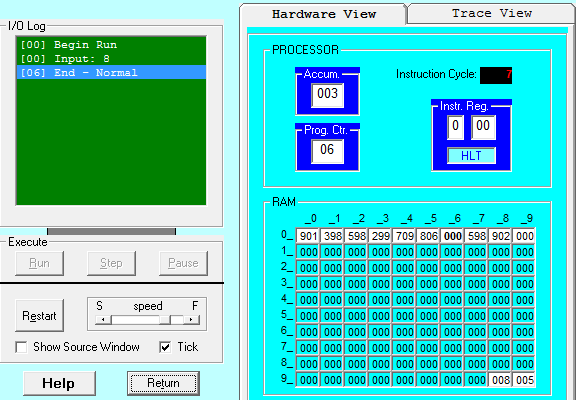 Hardware View
Trace View
I/O Log
[00] Begin Run
[00] Input: 8
[06] End - Normal
Execute
Run Step Pause
Restart
S speed F
Show Source Window Tick
Help Return
PROCESSOR
Accum.
003
Instruction Cycle: 7
Prog. Ctr.
06
Instr. Reg.
0 00
HLT
RAM
_0 _1 _2 _3 _4 _5 _6 _7 _8 _9
0_ 901 398 598 299 709 806 000 598 902 000
1_ 000 000 000 000 000 000 000 000 000 000
2_ 000 000 000 000 000 000 000 000 000 000
3_ 000 000 000 000 000 000 000 000 000 000
4_ 000 000 000 000 000 000 000 000 000 000
5_ 000 000 000 000 000 000 000 000 000 000
6_ 000 000 000 000 000 000 000 000 000 000
7_ 000 000 000 000 000 000 000 000 000 000
8_ 000 000 000 000 000 000 000 000 000 000
9_ 000 000 000 000 000 000 000 000 008 005